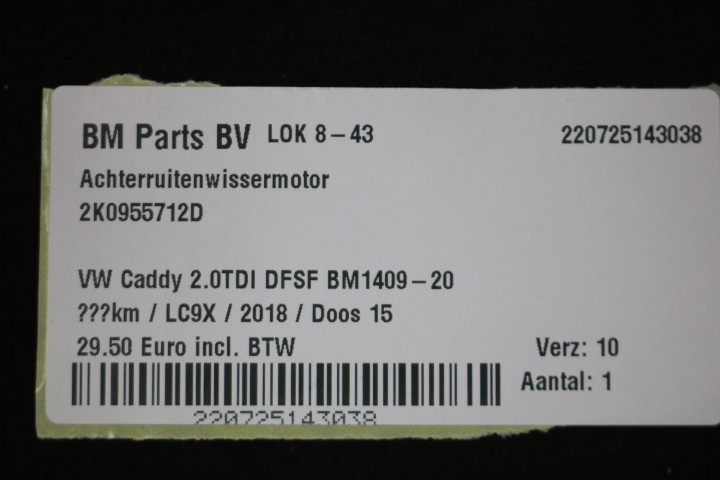 BM Parts BV LOK 8-43 220725143038
Achterruitenwissermotor
2K0955712D
VW Caddy 2.0TDI DFSF BM1409-20
???km / LC9X / 2018 / Doos 15
29.50 Euro incl. BTW Verz: 10
Aantal: 1
220725143038